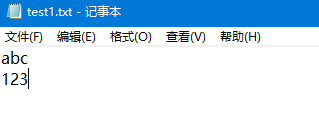 test1.txt - 记事本
文件(F) 编辑(E) 格式(O) 查看(V) 帮助(H)
abc
123